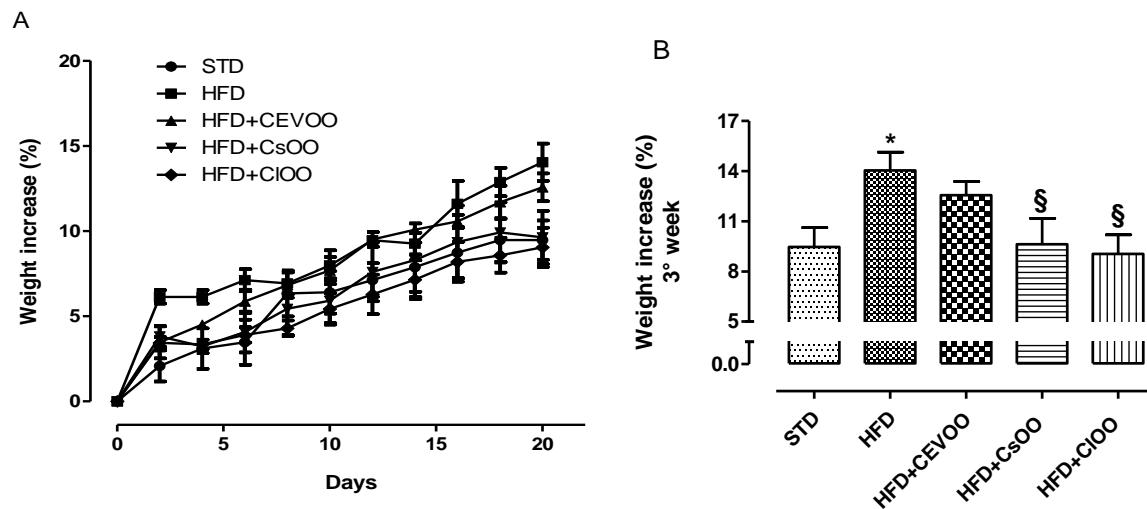 A
20
15
10
5
0
Weight increase (%)
STD
HFD
HFD+CEVOO
HFD+CsOO
HFD+ClOO
0 5 10 15 20
Days
B
17
14
11
8
5
0.0
Weight increase (%)
3° week
*
§
§
STD
HFD
HFD+CEVOO
HFD+CsOO
HFD+ClOO